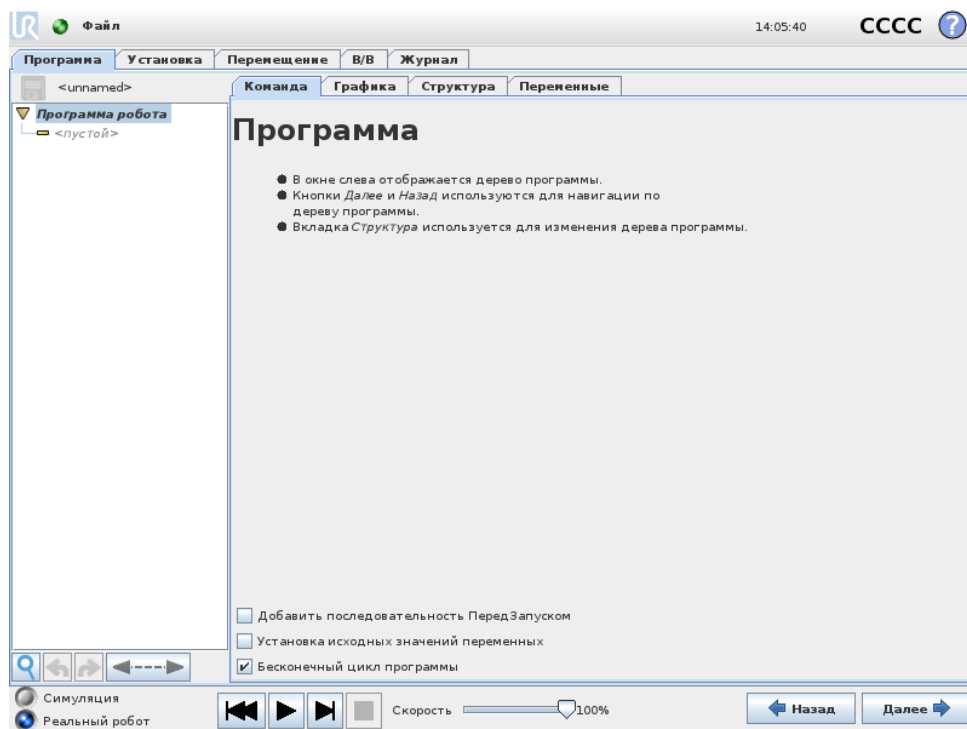 UR Файл 14:05:40 CCCC ?
Программа Установка Перемещение В/В Журнал
<unnamed>
Команда Графика Структура Переменные
Программа робота
<пустой>
Программа
В окне слева отображается дерево программы.
Кнопки Далее и Назад используются для навигации по
дереву программы.
Вкладка Структура используется для изменения дерева программы.
Добавить последовательность ПередЗапуском
Установка исходных значений переменных
Бесконечный цикл программы
Симуляция
Реальный робот
Скорость 100%
Назад Далее